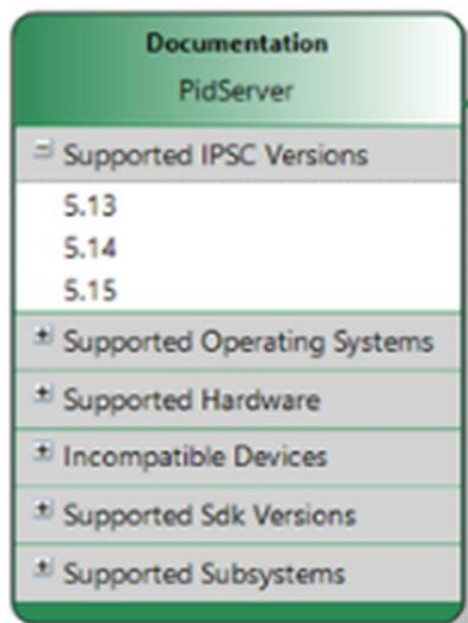 Documentation
PidServer
Supported IPSC Versions
5.13
5.14
5.15
Supported Operating Systems
Supported Hardware
Incompatible Devices
Supported Sdk Versions
Supported Subsystems